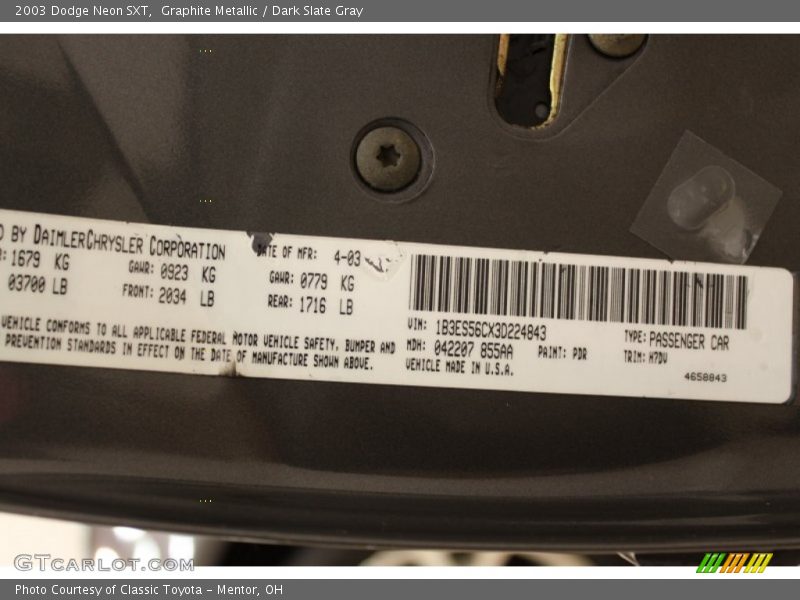 2003 Dodge Neon SXT,  Graphite Metallic / Dark Slate Gray
BY DAIMLERCHRYSLER CORPORATION
DATE OF MFR: 4-03
1679 KG
GAWR: 0923 KG
GAWR: 0779 KG
03700 LB
FRONT: 2034 LB
REAR: 1716 LB
VEHICLE CONFORMS TO ALL APPLICABLE FEDERAL MOTOR VEHICLE SAFETY, BUMPER AND
PREVENTION STANDARDS IN EFFECT ON THE DATE OF MANUFACTURE SHOWN ABOVE.
VIN: 1B3ES56CX3D224843
TYPE: PASSENGER CAR
MDH: 042207 855AA
PAINT: PDR
TRIM: H7DV
VEHICLE MADE IN U.S.A.
4658843
GTCARLOT.COM
Photo Courtesy of Classic Toyota - Mentor, OH